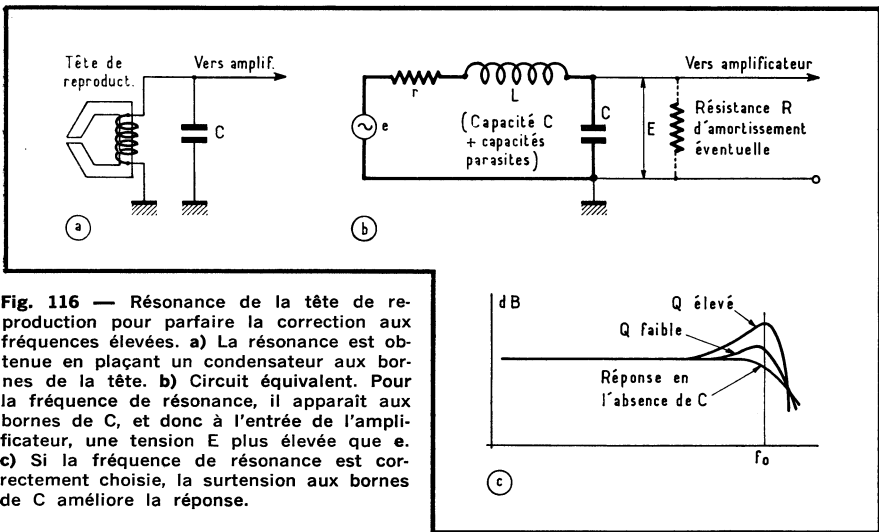 Tête de
reproduct.
Vers amplif.
C
a
r
L
e
(Capacité C
+ capacités
parasites)
C
E
Vers amplificateur
Résistance R
d'amortissement
éventuelle
b
Fig. 116 — Résonance de la tête de re-
production pour parfaire la correction aux
fréquences élevées. a) La résonance est ob-
tenue en plaçant un condensateur aux bor-
nes de la tête. b) Circuit équivalent. Pour
la fréquence de résonance, il apparaît aux
bornes de C, et donc à l'entrée de l'ampli-
ficateur, une tension E plus élevée que e.
c) Si la fréquence de résonance est cor-
rectement choisie, la surtension aux bornes
de C améliore la réponse.
dB
Q élevé
Q faible
Réponse en
l'absence de C
fo
c